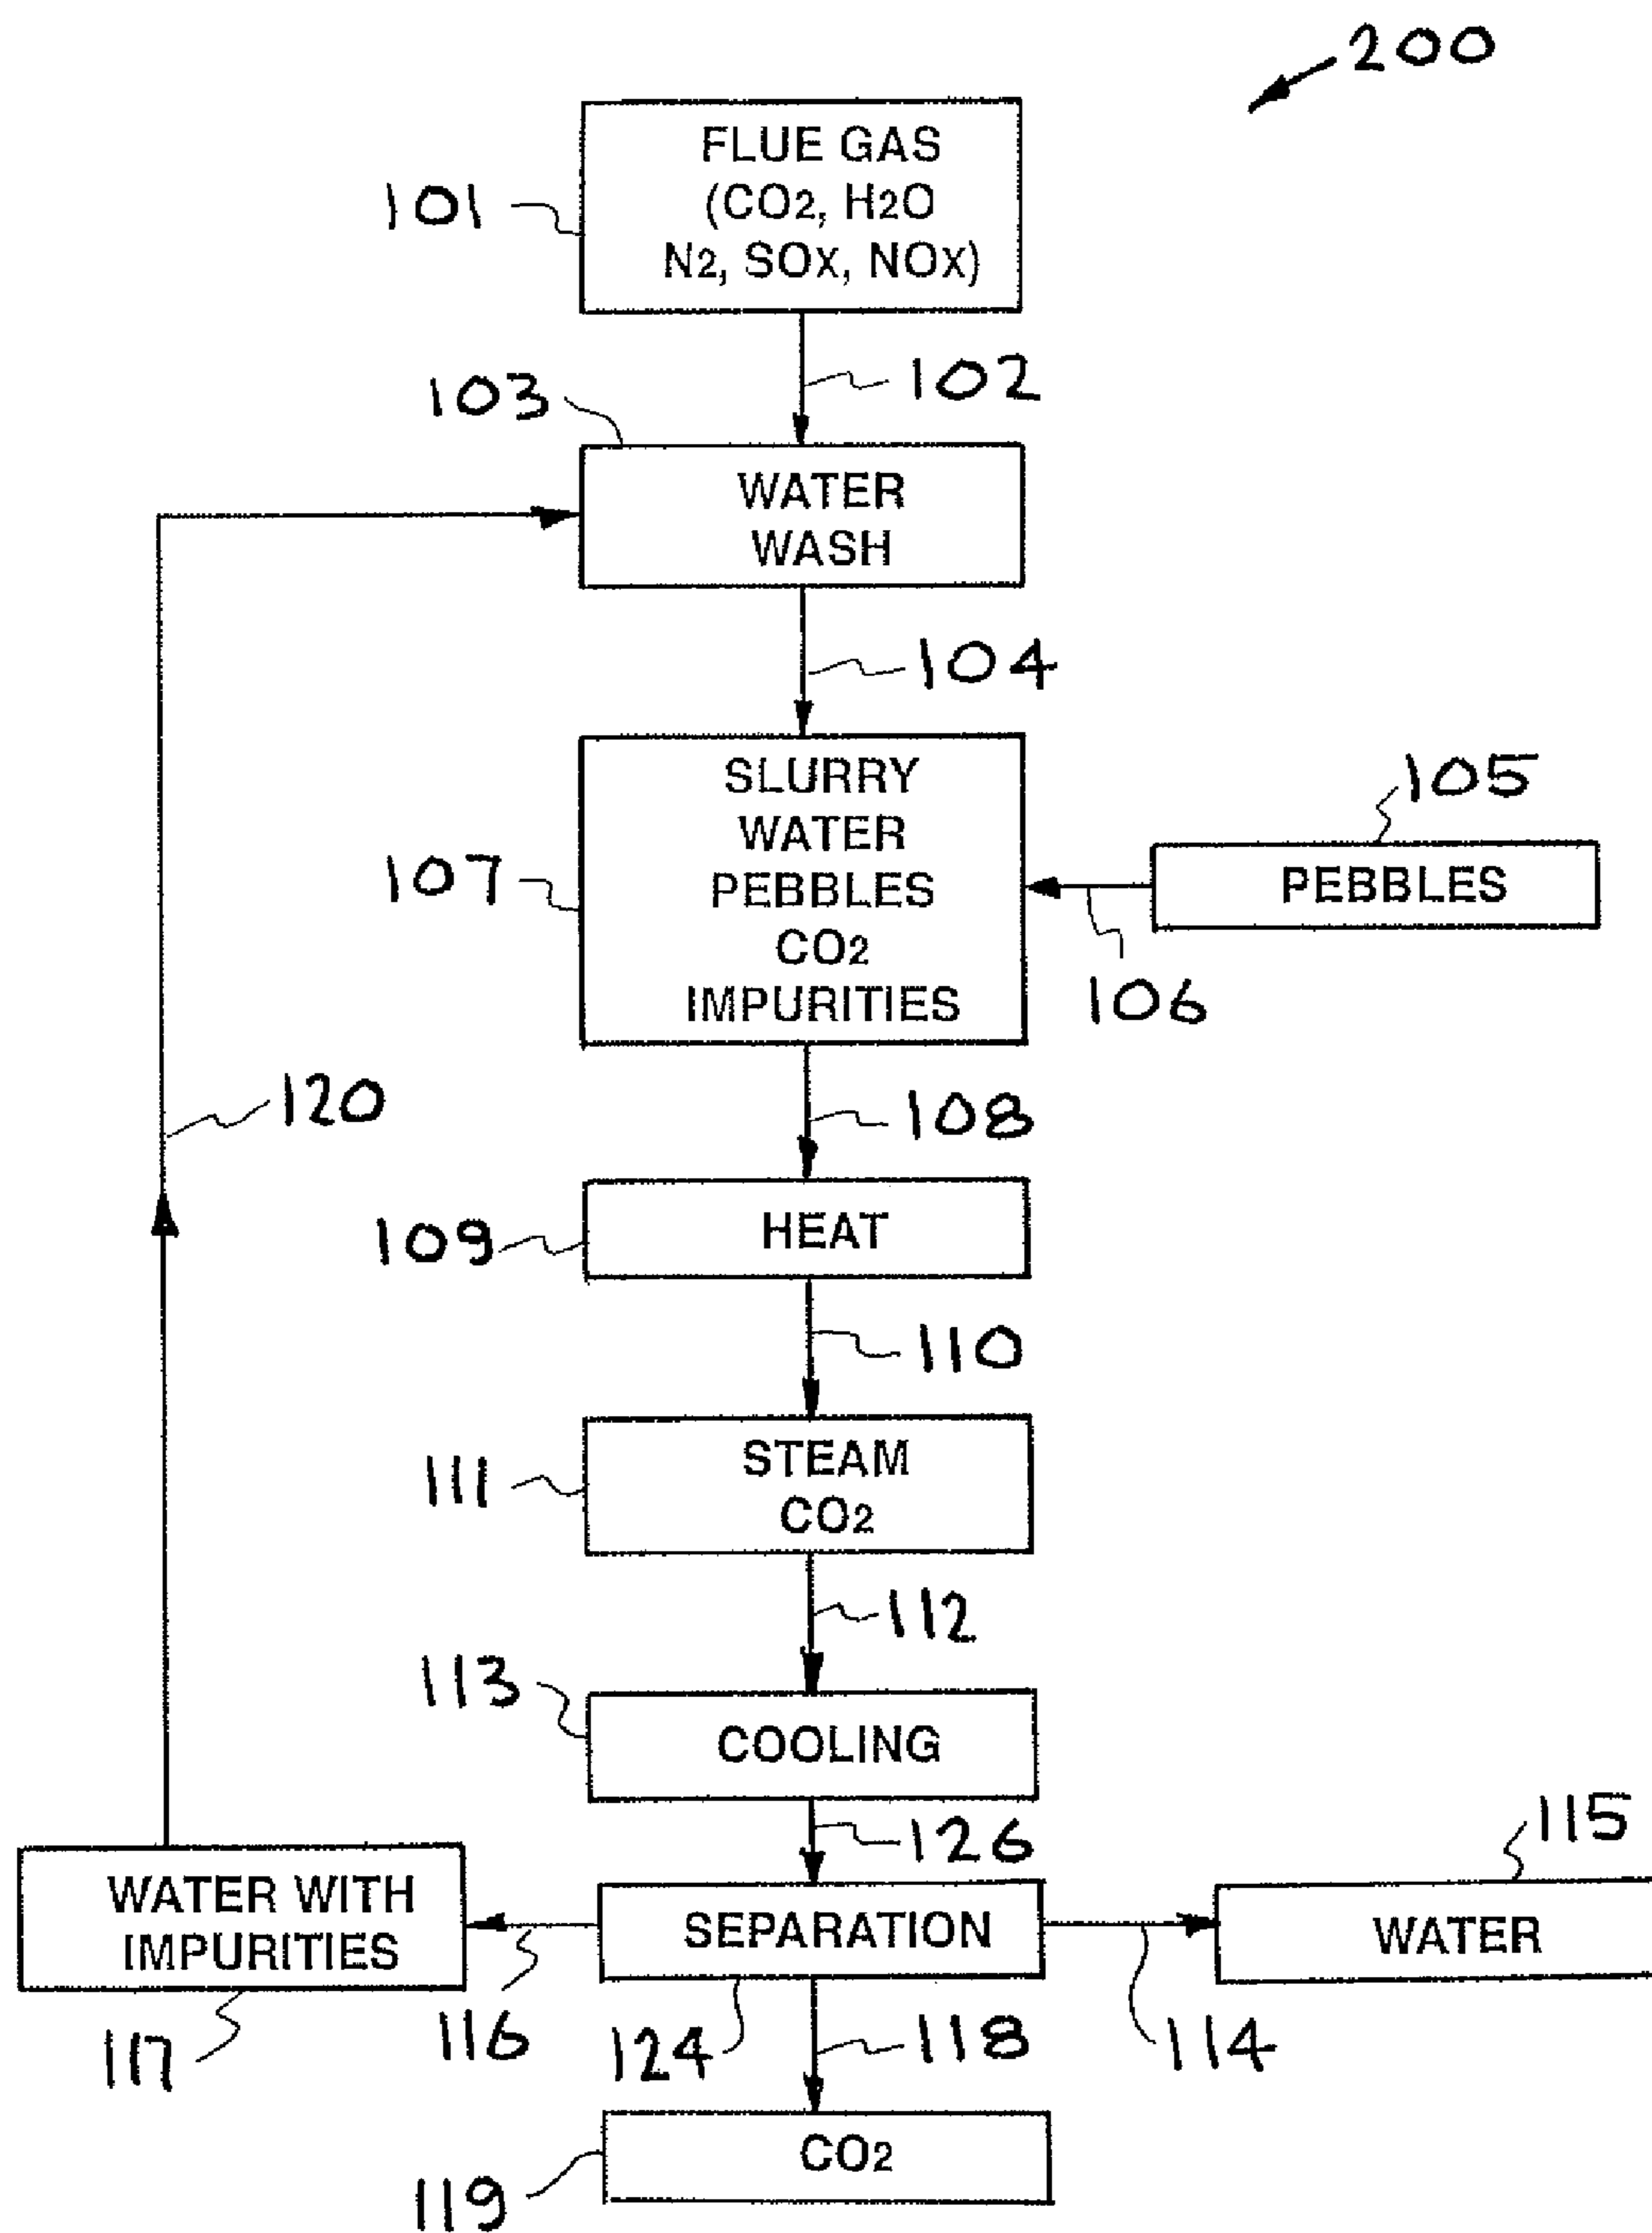 200
FLUE GAS
(CO2, H2O
N2, SOX, NOX)
101
102
103
WATER
WASH
104
SLURRY
WATER
PEBBLES
CO2
IMPURITIES
105
PEBBLES
107
106
120
108
HEAT
109
110
STEAM
CO2
111
112
113
COOLING
126
115
WATER WITH
IMPURITIES
SEPARATION
WATER
117
116
124
118
114
CO2
119